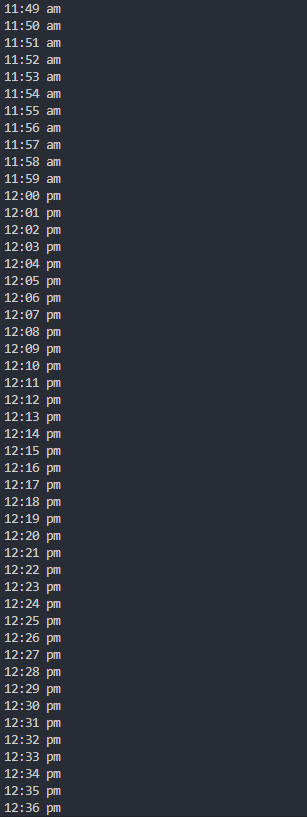 11:49 am
11:50 am
11:51 am
11:52 am
11:53 am
11:54 am
11:55 am
11:56 am
11:57 am
11:58 am
11:59 am
12:00 pm
12:01 pm
12:02 pm
12:03 pm
12:04 pm
12:05 pm
12:06 pm
12:07 pm
12:08 pm
12:09 pm
12:10 pm
12:11 pm
12:12 pm
12:13 pm
12:14 pm
12:15 pm
12:16 pm
12:17 pm
12:18 pm
12:19 pm
12:20 pm
12:21 pm
12:22 pm
12:23 pm
12:24 pm
12:25 pm
12:26 pm
12:27 pm
12:28 pm
12:29 pm
12:30 pm
12:31 pm
12:32 pm
12:33 pm
12:34 pm
12:35 pm
12:36 pm